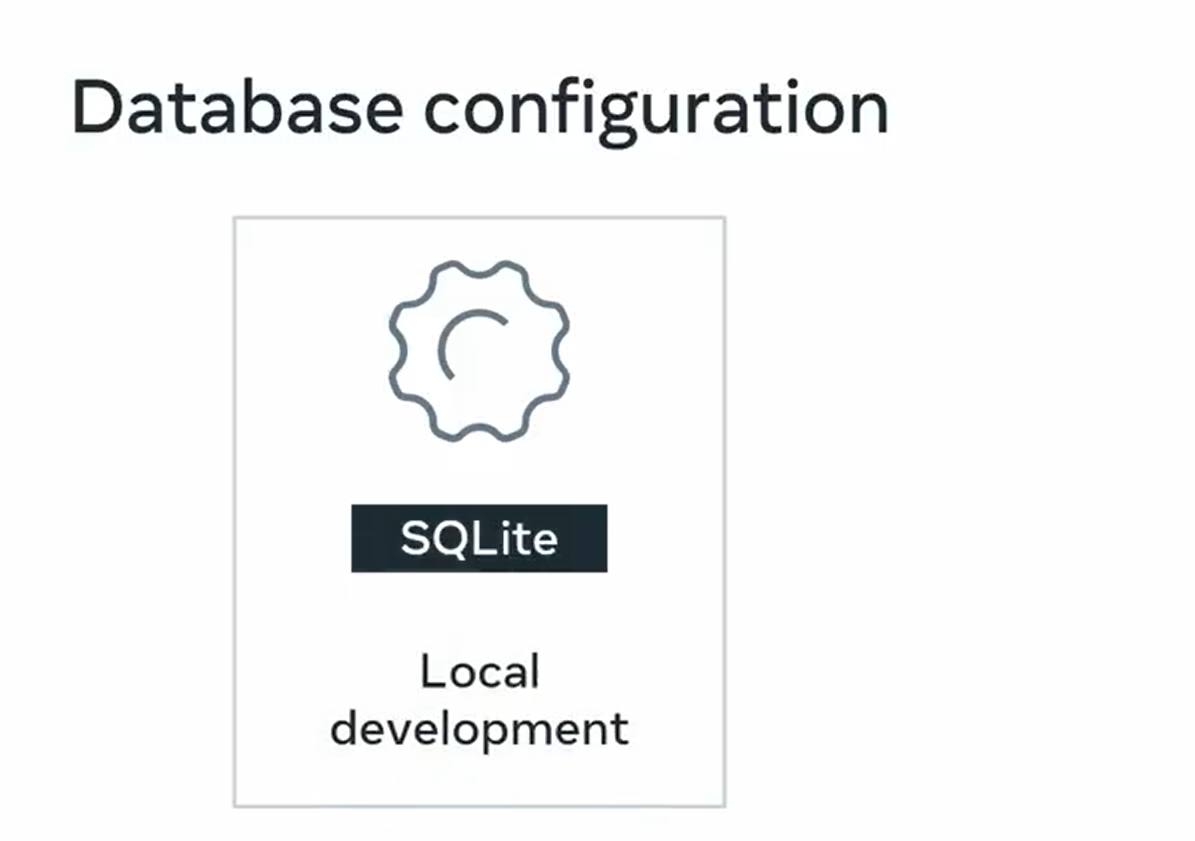 Database configuration
SQLite
Local
development